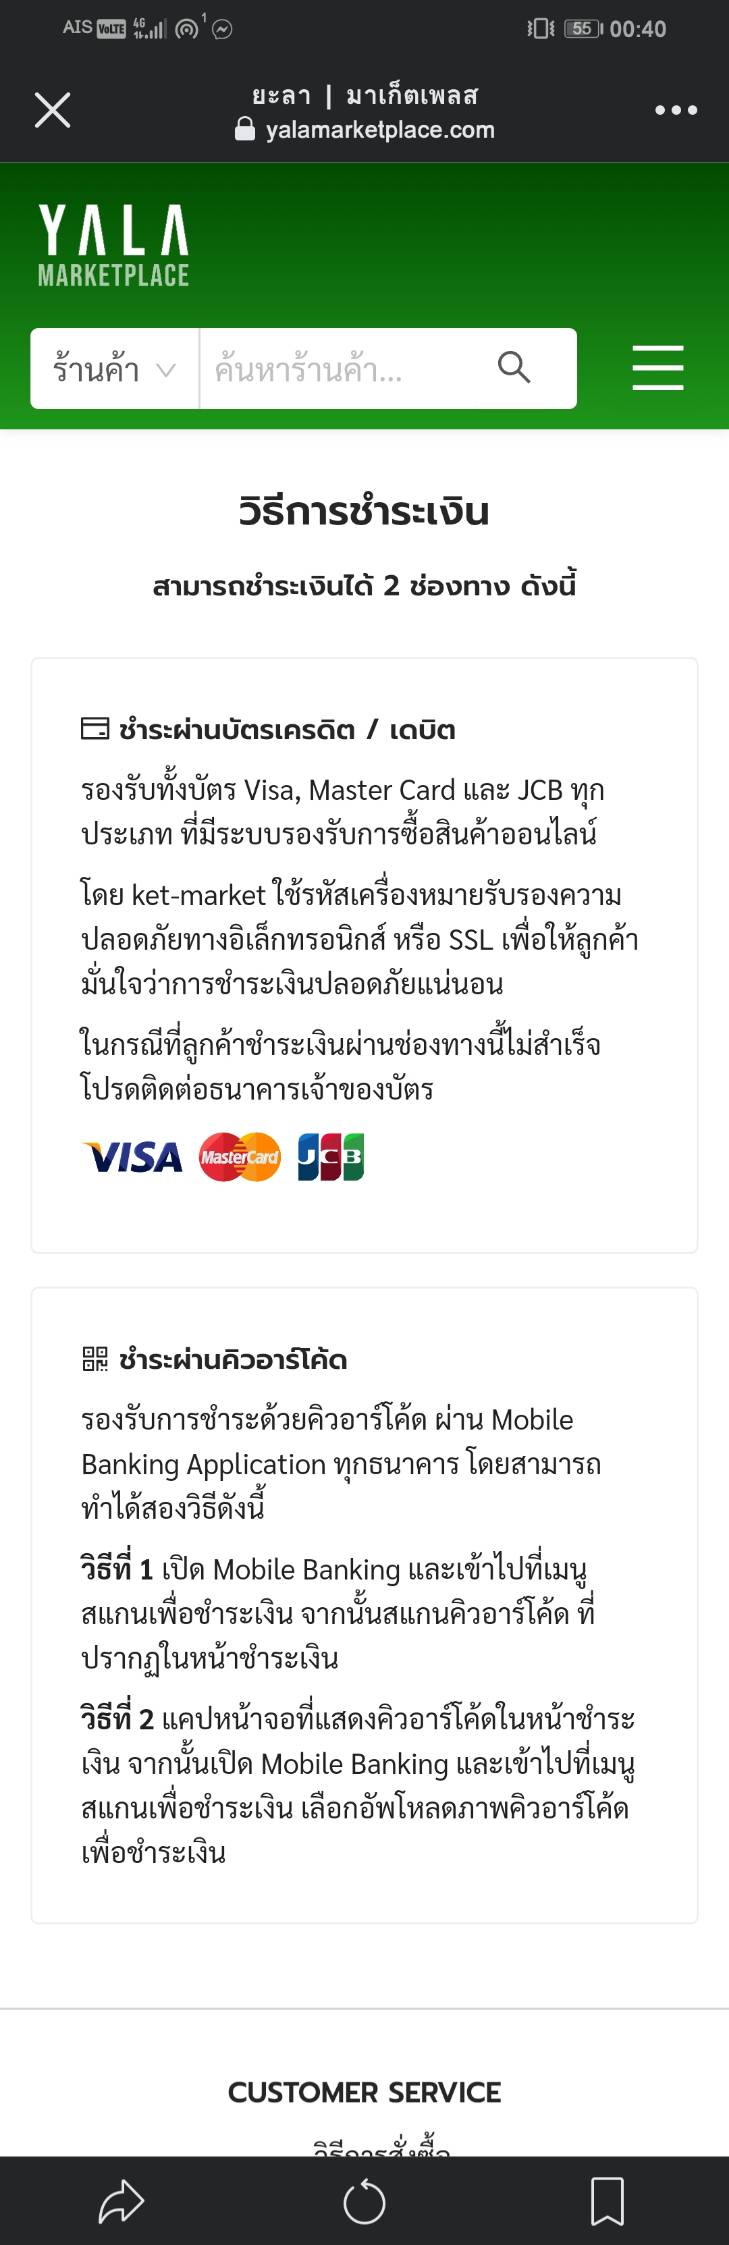 AIS VoLTE 4G 1 55 00:40
ยะลา | มาเก็ตเพลส
yalamarketplace.com
YALA
MARKETPLACE
ร้านค้า ค้นหาร้านค้า...
วิธีการชำระเงิน
สามารถชำระเงินได้ 2 ช่องทาง ดังนี้
ชำระผ่านบัตรเครดิต / เดบิต
รองรับทั้งบัตร Visa, Master Card และ JCB ทุก
ประเภท ที่มีระบบรองรับการซื้อสินค้าออนไลน์
โดย ket-market ใช้รหัสเครื่องหมายรับรองความ
ปลอดภัยทางอิเล็กทรอนิกส์ หรือ SSL เพื่อให้ลูกค้า
มั่นใจว่าการชำระเงินปลอดภัยแน่นอน
ในกรณีที่ลูกค้าชำระเงินผ่านช่องทางนี้ไม่สำเร็จ
โปรดติดต่อธนาคารเจ้าของบัตร
VISA MasterCard JCB
ชำระผ่านคิวอาร์โค้ด
รองรับการชำระด้วยคิวอาร์โค้ด ผ่าน Mobile
Banking Application ทุกธนาคาร โดยสามารถ
ทำได้สองวิธีดังนี้
วิธีที่ 1 เปิด Mobile Banking และเข้าไปที่เมนู
สแกนเพื่อชำระเงิน จากนั้นสแกนคิวอาร์โค้ด ที่
ปรากฏในหน้าชำระเงิน
วิธีที่ 2 แคปหน้าจอที่แสดงคิวอาร์โค้ดในหน้าชำระ
เงิน จากนั้นเปิด Mobile Banking และเข้าไปที่เมนู
สแกนเพื่อชำระเงิน เลือกอัพโหลดภาพคิวอาร์โค้ด
เพื่อชำระเงิน
CUSTOMER SERVICE
วิธีการสั่งซื้อ